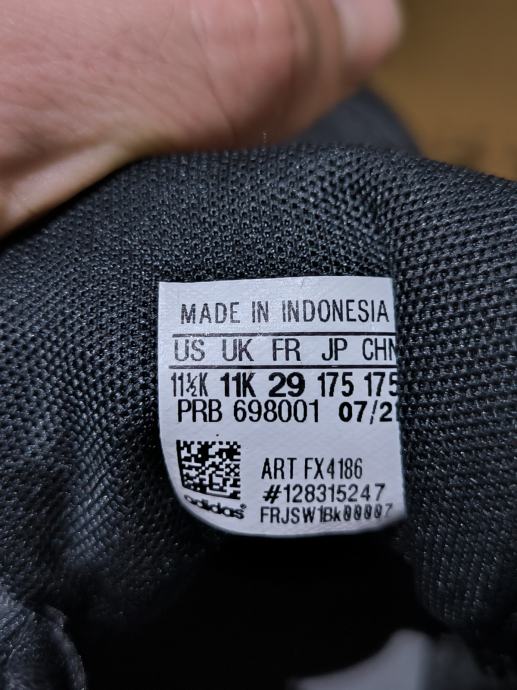 MADE IN INDONESIA
US UK FR JP CHN
11½K 11K 29 175 175
PRB 698001 07/21
ART FX4186
#128315247
adidas